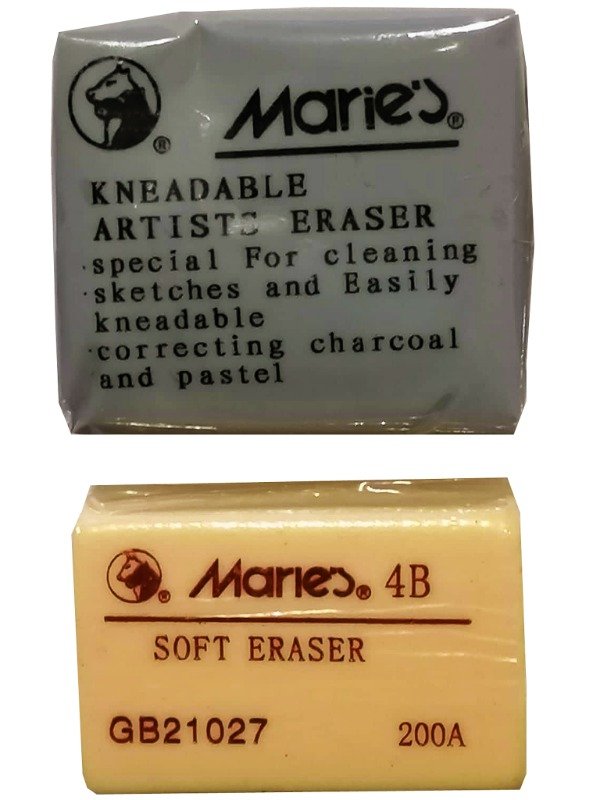 Marie's®
®
KNEADABLE
ARTISTS ERASER
·special For cleaning
·sketches and Easily
kneadable
·correcting charcoal
and pastel
®Marie's® 4B
SOFT ERASER
GB21027 200A